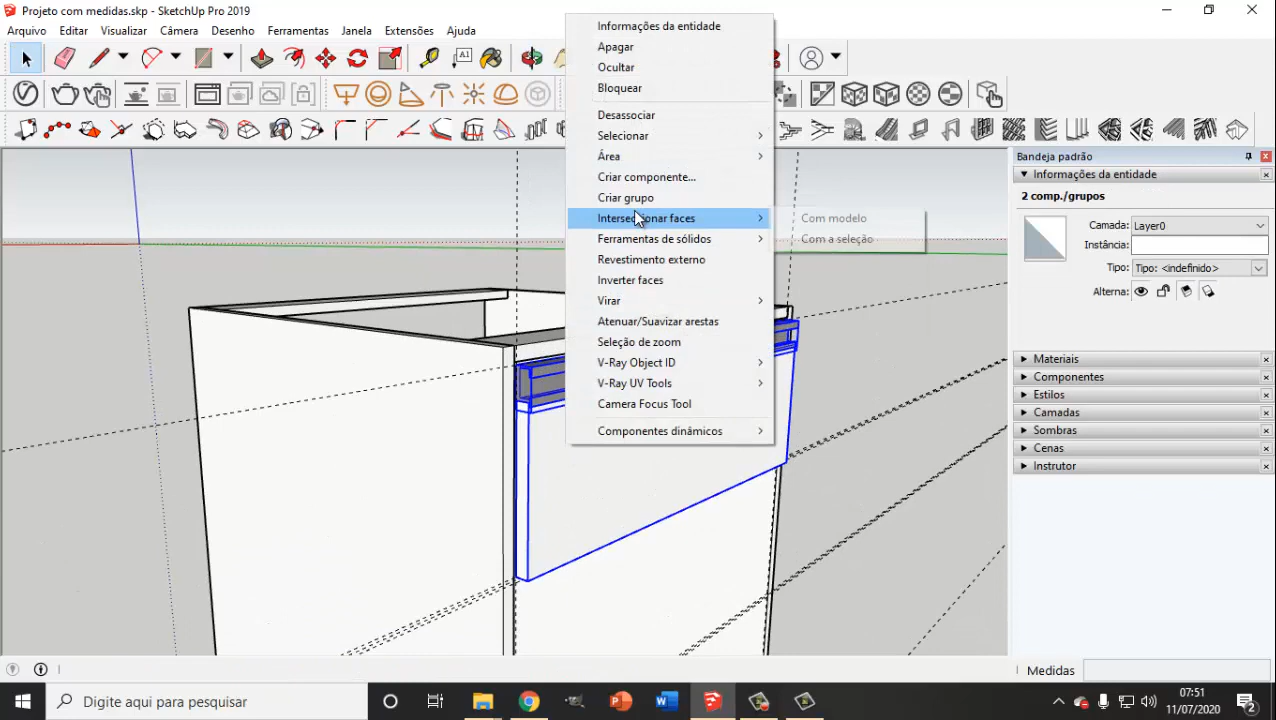 Projeto com medidas.skp - SketchUp Pro 2019
Arquivo Editar Visualizar Câmera Desenho Ferramentas Janela Extensões Ajuda
A1
Informações da entidade
Apagar
Ocultar
Bloquear
Desassociar
Selecionar
Área
Criar componente...
Criar grupo
Interseccionar faces
Com modelo
Com a seleção
Ferramentas de sólidos
Revestimento externo
Inverter faces
Virar
Atenuar/Suavizar arestas
Seleção de zoom
V-Ray Object ID
V-Ray UV Tools
Camera Focus Tool
Componentes dinâmicos
Bandeja padrão
Informações da entidade
2 comp./grupos
Camada: Layer0
Instância:
Tipo: Tipo: <indefinido>
Alterna:
Materiais
Componentes
Estilos
Camadas
Sombras
Cenas
Instrutor
Medidas
Digite aqui para pesquisar
07:51
11/07/2020
2